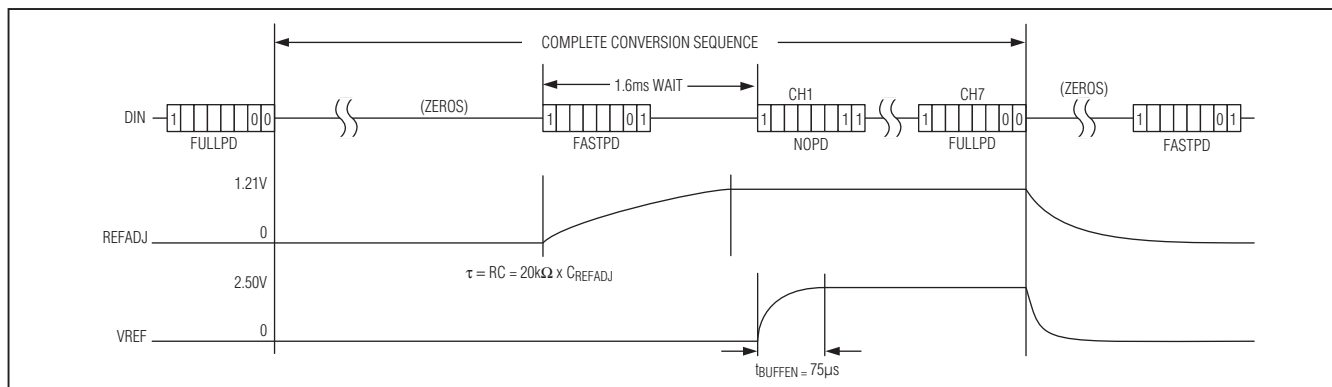 COMPLETE CONVERSION SEQUENCE
1.6ms WAIT
CH1
CH7
(ZEROS)
DIN
1 0 0
(ZEROS)
1 0 1
1 1 1
1 0 0
1 0 1
FULLPD
FASTPD
NOPD
FULLPD
FASTPD
1.21V
REFADJ
0
τ = RC = 20kΩ x CREFADJ
2.50V
VREF
0
tBUFFEN = 75µs